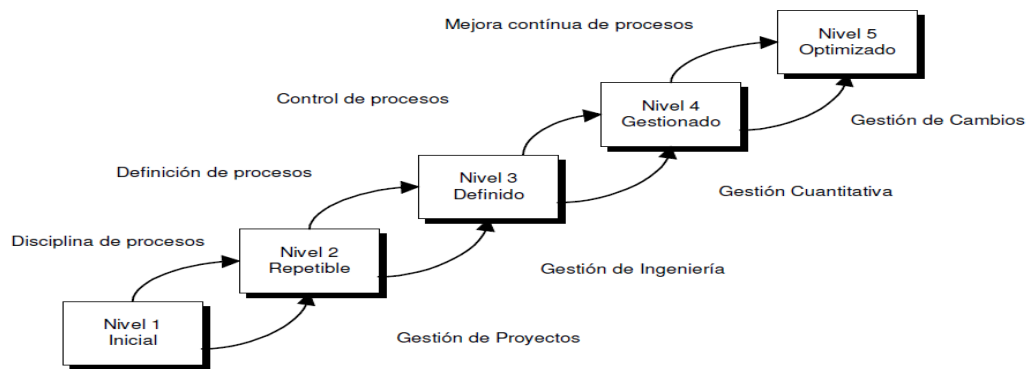 Mejora contínua de procesos
Nivel 5
Optimizado
Control de procesos
Nivel 4
Gestionado
Gestión de Cambios
Definición de procesos
Nivel 3
Definido
Gestión Cuantitativa
Disciplina de procesos
Nivel 2
Repetible
Gestión de Ingeniería
Nivel 1
Inicial
Gestión de Proyectos